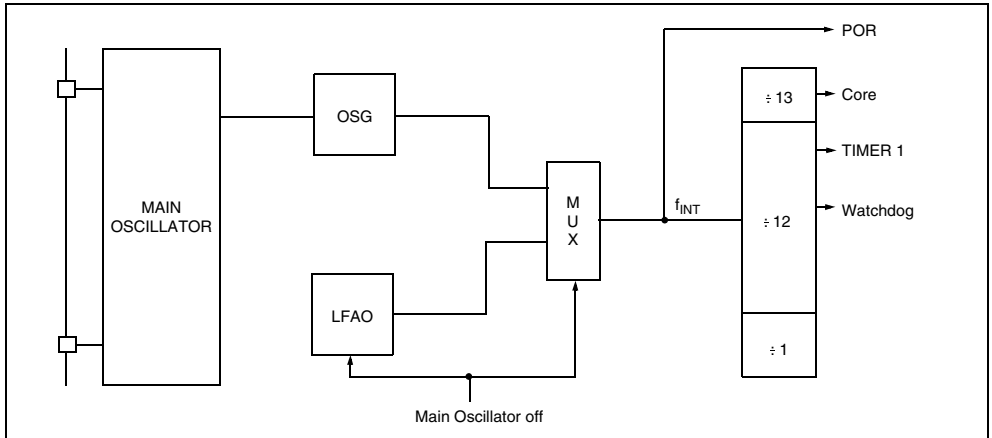 POR
÷ 13
Core
OSG
TIMER 1
MAIN
OSCILLATOR
M
U
X
fINT
÷ 12
Watchdog
LFAO
÷ 1
Main Oscillator off